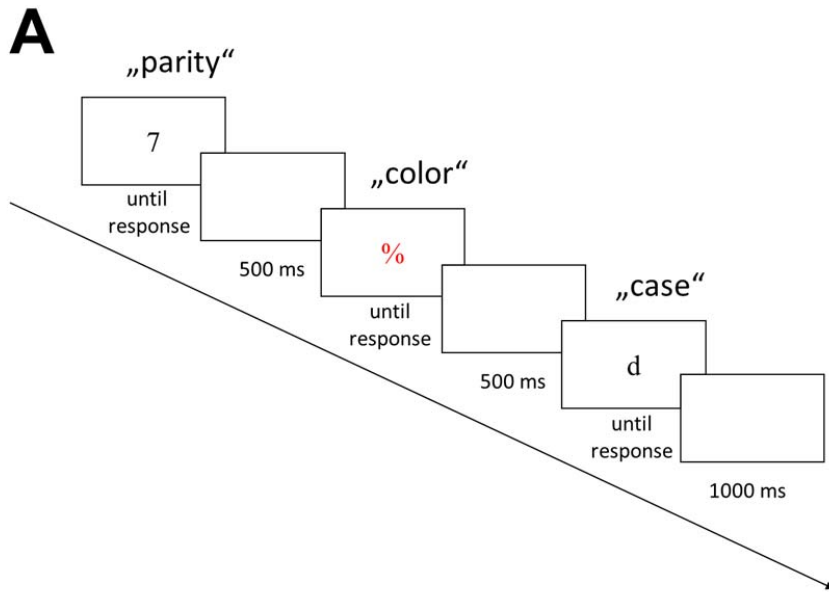 A
„parity“
7
until
response
500 ms
„color“
%
until
response
500 ms
„case“
d
until
response
1000 ms